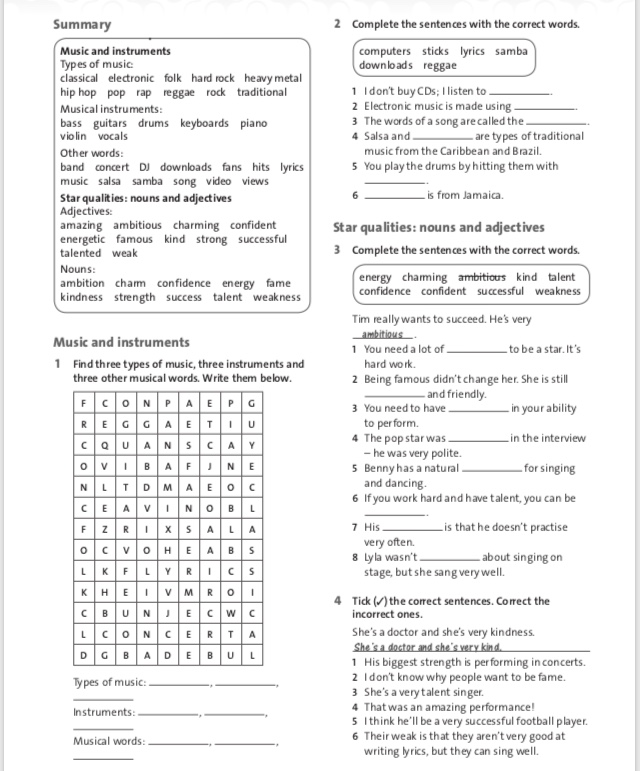 Summary
Music and instruments
Types of music:
classical electronic folk hard rock heavy metal
hip hop pop rap reggae rock traditional
Musical instruments:
bass guitars drums keyboards piano
violin vocals
Other words:
band concert DJ downloads fans hits lyrics
music salsa samba song video views
Star qualities: nouns and adjectives
Adjectives:
amazing ambitious charming confident
energetic famous kind strong successful
talented weak
Nouns:
ambition charm confidence energy fame
kindness strength success talent weakness
Music and instruments
1 Find three types of music, three instruments and
three other musical words. Write them below.
F C O N P A E P G
R E G G A E T I U
C Q U A N S C A Y
O V I B A F J N E
N L T D M A E O C
C E A V I N O B L
F Z R I X S A L A
O C V O H E A B S
L K F L Y R I C S
K H E I V M R O I
C B U N J E C W C
L C O N C E R T A
D G B A D E B U L
Types of music: ________, ________,
________
Instruments: ________, ________,
________
Musical words: ________, ________,
________
2 Complete the sentences with the correct words.
computers sticks lyrics samba
downloads reggae
1 I don't buy CDs; I listen to ________.
2 Electronic music is made using ________.
3 The words of a song are called the ________.
4 Salsa and ________ are types of traditional
music from the Caribbean and Brazil.
5 You play the drums by hitting them with
________.
6 ________ is from Jamaica.
Star qualities: nouns and adjectives
3 Complete the sentences with the correct words.
energy charming ambitious kind talent
confidence confident successful weakness
Tim really wants to succeed. He's very
ambitious.
1 You need a lot of ________ to be a star. It's
hard work.
2 Being famous didn't change her. She is still
________ and friendly.
3 You need to have ________ in your ability
to perform.
4 The pop star was ________ in the interview
– he was very polite.
5 Benny has a natural ________ for singing
and dancing.
6 If you work hard and have talent, you can be
________.
7 His ________ is that he doesn't practise
very often.
8 Lyla wasn't ________ about singing on
stage, but she sang very well.
4 Tick (✓) the correct sentences. Correct the
incorrect ones.
She's a doctor and she's very kindness.
She's a doctor and she's very kind.
1 His biggest strength is performing in concerts.
2 I don't know why people want to be fame.
3 She's a very talent singer.
4 That was an amazing performance!
5 I think he'll be a very successful football player.
6 Their weak is that they aren't very good at
writing lyrics, but they can sing well.